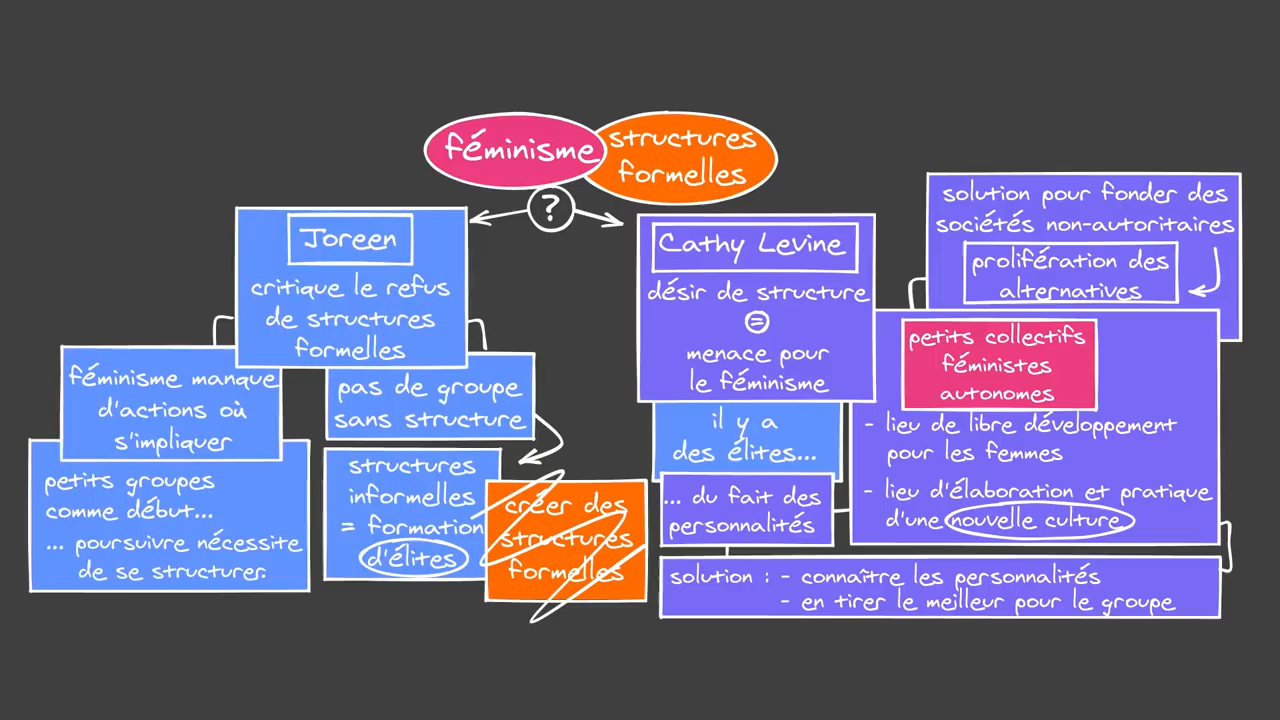 féminisme
structures
formelles
?
Joreen
critique le refus
de structures
formelles
féminisme manque
d'actions où
s'impliquer
petits groupes
comme début...
... poursuivre nécessite
de se structurer.
pas de groupe
sans structure
structures
informelles
= formation
d'élites
créer des
structures
formelles
Cathy Levine
désir de structure
=
menace pour
le féminisme
il y a
des élites...
... du fait des
personnalités
solution : - connaître les personnalités
- en tirer le meilleur pour le groupe
solution pour fonder des
sociétés non-autoritaires
prolifération des
alternatives
petits collectifs
féministes
autonomes
- lieu de libre développement
pour les femmes
- lieu d'élaboration et pratique
d'une nouvelle culture